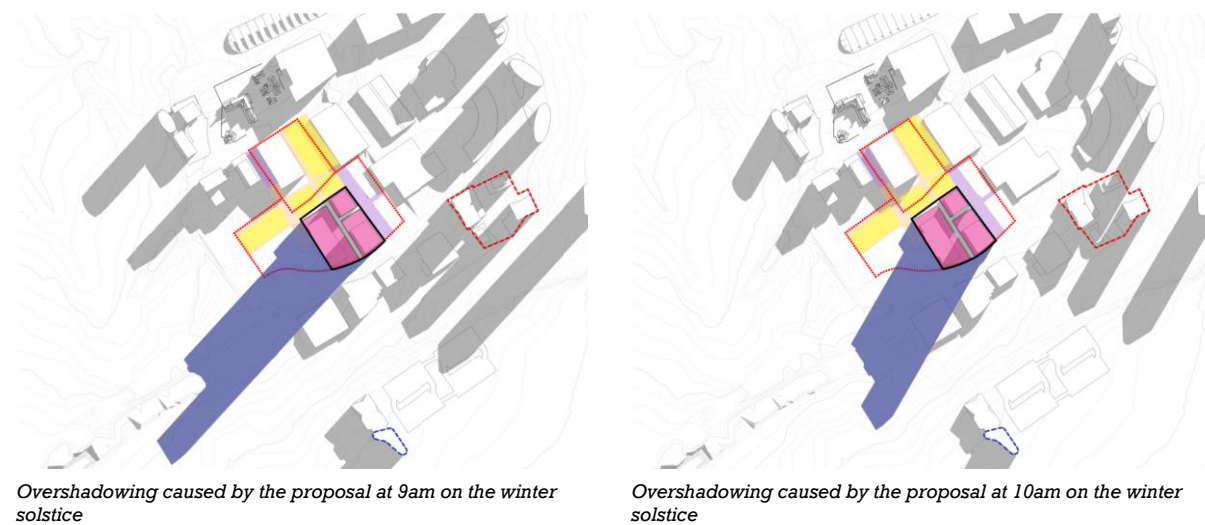 Overshadowing caused by the proposal at 9am on the winter
solstice
Overshadowing caused by the proposal at 10am on the winter
solstice